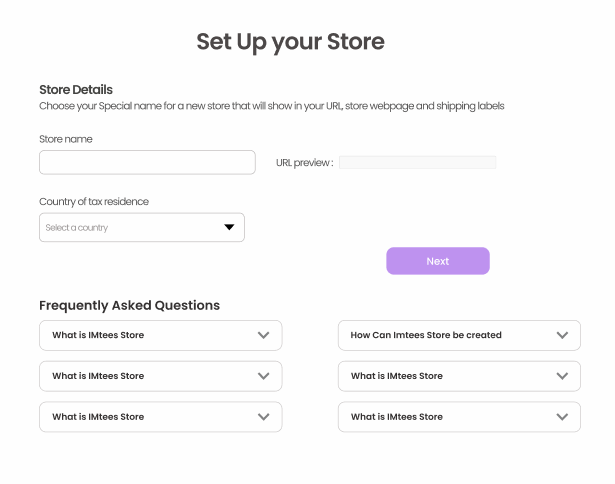 Set Up your Store
Store Details
Choose your Special name for a new store that will show in your URL, store webpage and shipping labels
Store name
URL preview :
Country of tax residence
Select a country
Next
Frequently Asked Questions
What is IMtees Store
How Can Imtees Store be created
What is IMtees Store
What is IMtees Store
What is IMtees Store
What is IMtees Store